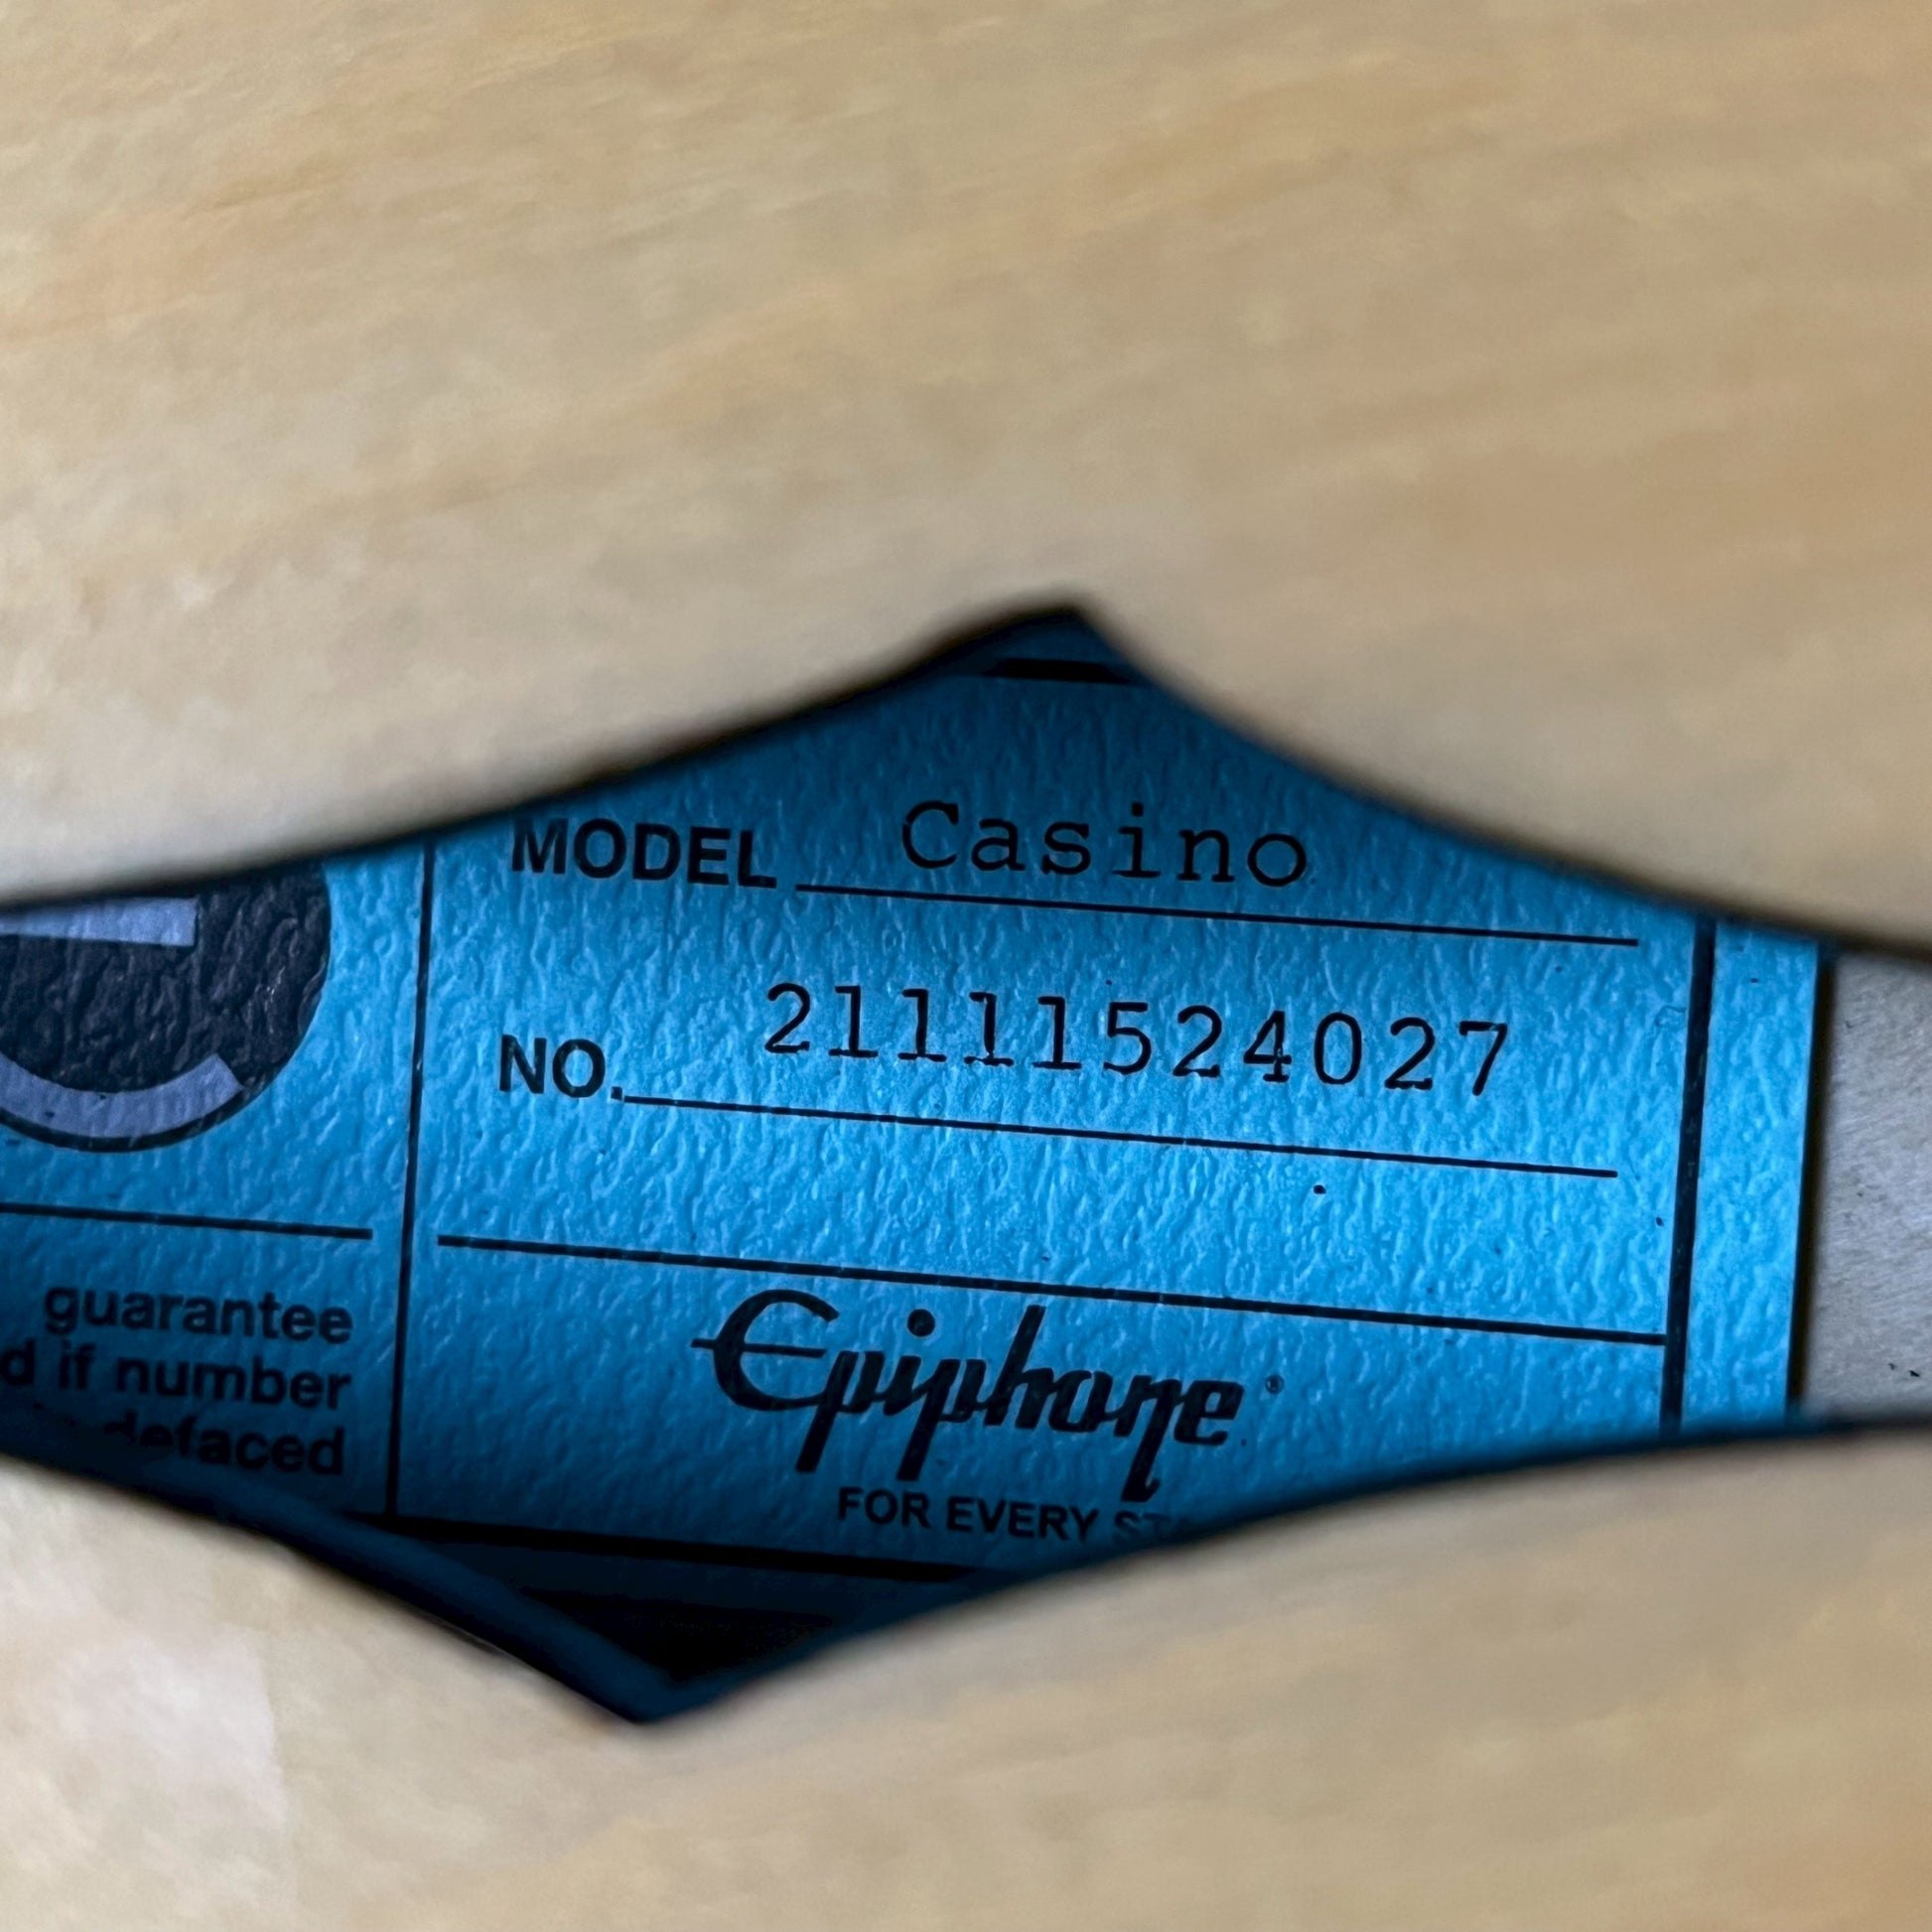 MODEL Casino
NO. 21111524027
guarantee
d if number
defaced
Epiphone®
FOR EVERY